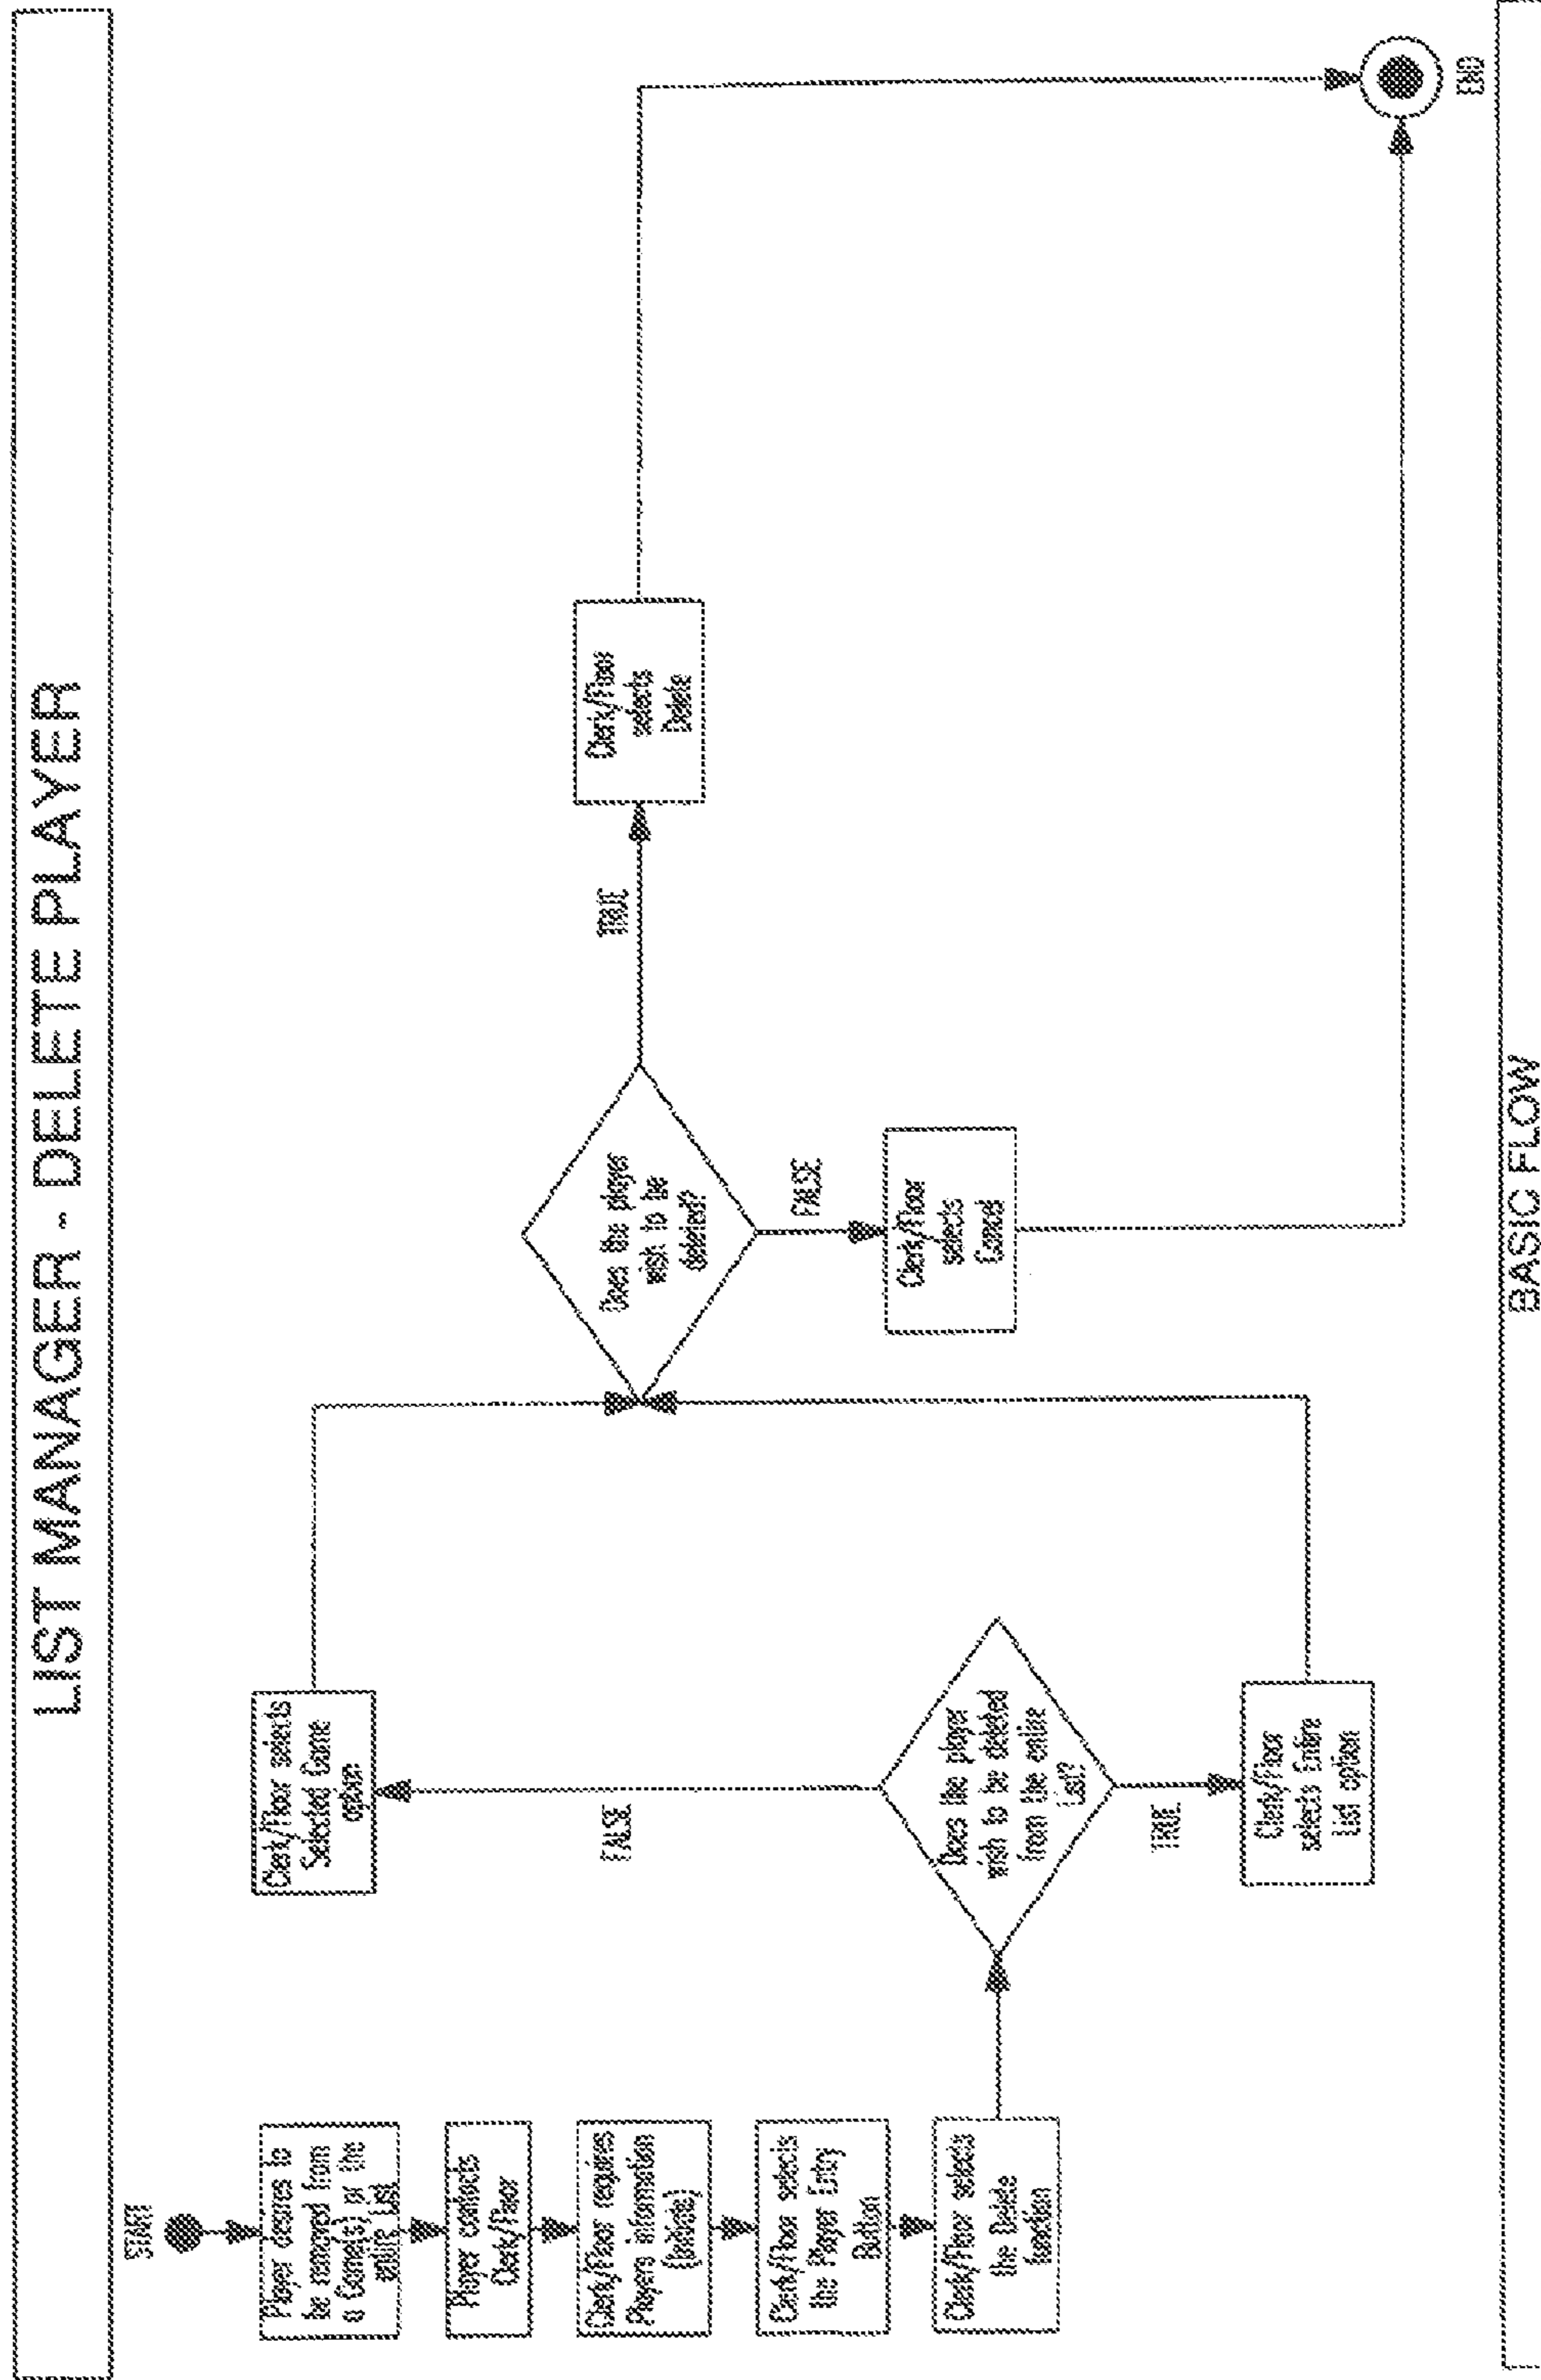 LIST MANAGER - DELETE PLAYER
START
Player desires to
be removed from
a Game(s) or the
entire List
Player contacts
Clerk/Floor
Clerk/Floor requires
Players information
(Initials)
Clerk/Floor selects
the Player Entry
Button
Clerk/Floor selects
the Delete
function
Does the player
wish to be deleted
from the entire
List?
FALSE
Clerk/Floor selects
Selected Game
option
TRUE
Clerk/Floor
selects Entire
List option
Does the player
wish to be
deleted?
FALSE
Clerk/Floor
selects
Cancel
TRUE
Clerk/Floor
selects
Delete
END
BASIC FLOW